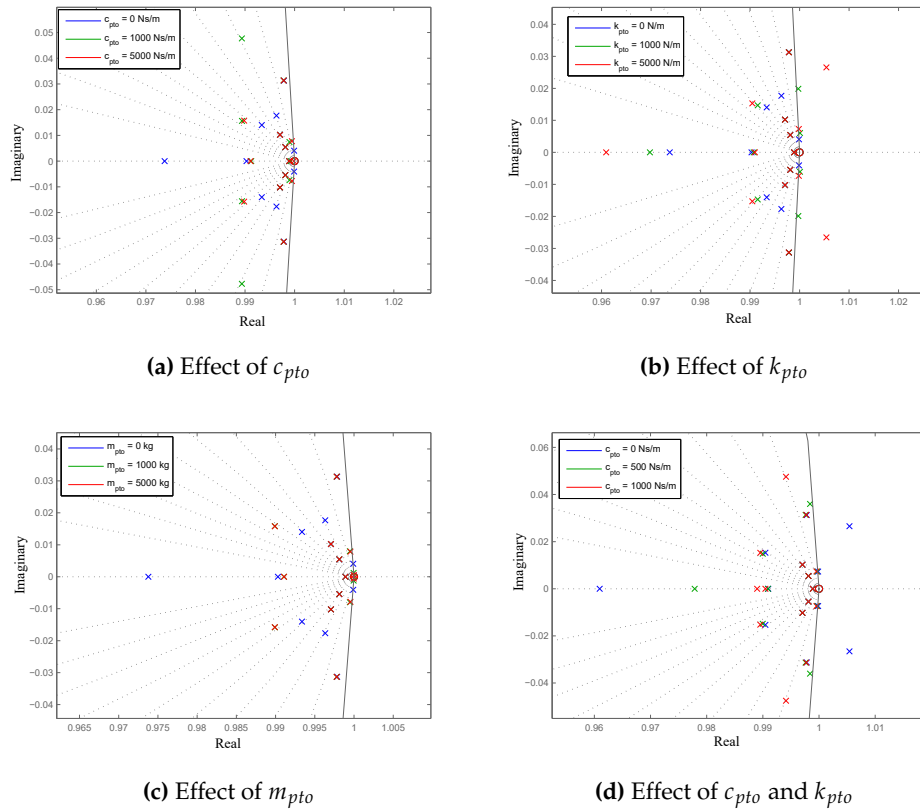 c_pto = 0 Ns/m
c_pto = 1000 Ns/m
c_pto = 5000 Ns/m
0.05
0.04
0.03
0.02
0.01
0
-0.01
-0.02
-0.03
-0.04
-0.05
Imaginary
0.96 0.97 0.98 0.99 1 1.01 1.02
Real
(a) Effect of c_pto
k_pto = 0 N/m
k_pto = 1000 N/m
k_pto = 5000 N/m
0.04
0.03
0.02
0.01
0
-0.01
-0.02
-0.03
-0.04
Imaginary
0.96 0.97 0.98 0.99 1 1.01 1.02
Real
(b) Effect of k_pto
m_pto = 0 kg
m_pto = 1000 kg
m_pto = 5000 kg
0.04
0.03
0.02
0.01
0
-0.01
-0.02
-0.03
-0.04
Imaginary
0.965 0.97 0.975 0.98 0.985 0.99 0.995 1 1.005
Real
(c) Effect of m_pto
c_pto = 0 Ns/m
c_pto = 500 Ns/m
c_pto = 1000 Ns/m
0.06
0.04
0.02
0
-0.02
-0.04
Imaginary
0.96 0.97 0.98 0.99 1 1.01
Real
(d) Effect of c_pto and k_pto